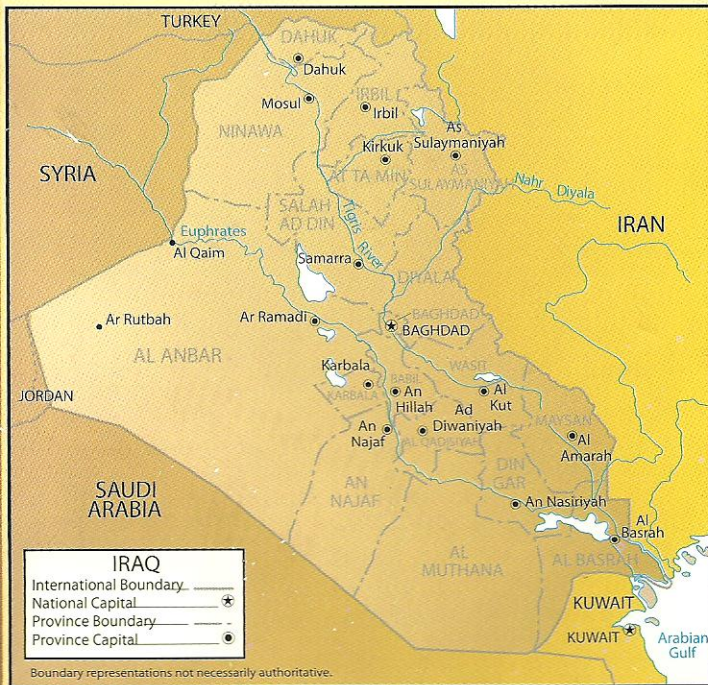 TURKEY
DAHUK
Dahuk
Mosul
IRBIL
Irbil
NINAWA
As
Sulaymaniyah
Kirkuk
AT TA MIN
AS
SULAYMANIYAH
Nahr Diyala
SYRIA
SALAH
AD DIN
Tigris River
IRAN
Euphrates
Al Qaim
Samarra
DIYALA
Ar Rutbah
Ar Ramadi
BAGHDAD
BAGHDAD
AL ANBAR
Karbala
WASIT
JORDAN
KARBALA
BABIL
An
Hillah
Al
Kut
Ad
Diwaniyah
MAYSAN
An
Najaf
AL QADISIYAH
Al
Amarah
DIN
GAR
SAUDI
ARABIA
AN
NAJAF
An Nasiriyah
Al
Basrah
AL
MUTHANA
AL BASRAH
IRAQ
International Boundary
National Capital
Province Boundary
Province Capital
KUWAIT
KUWAIT
Arabian
Gulf
Boundary representations not necessarily authoritative.